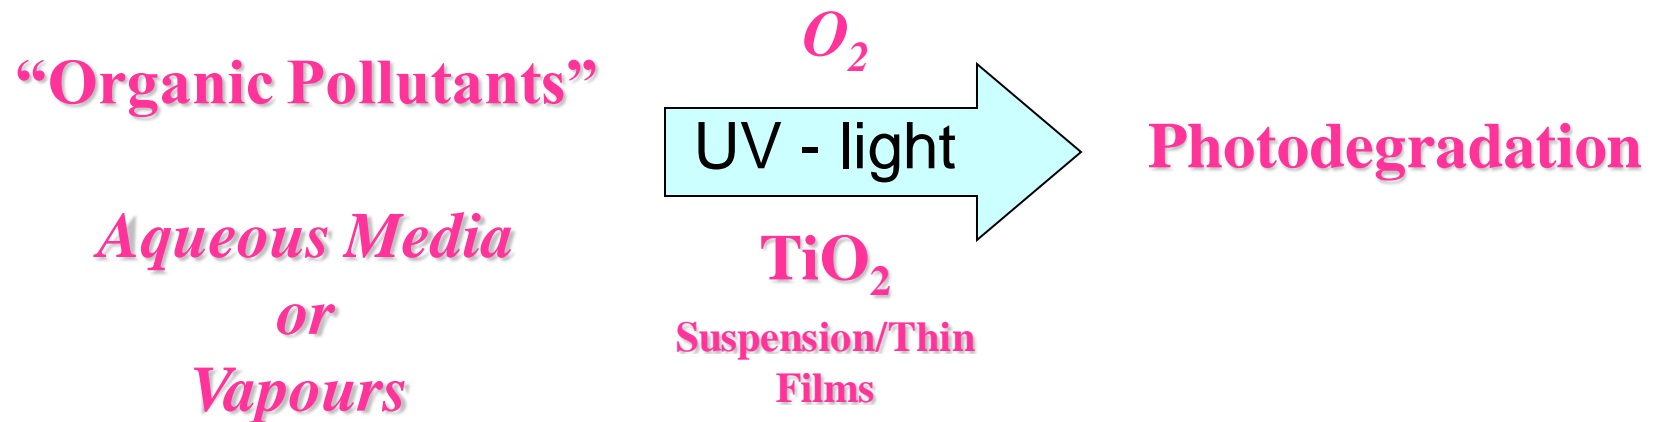 “Organic Pollutants”
Aqueous Media
or
Vapours
O₂
UV - light
TiO₂
Suspension/Thin
Films
Photodegradation